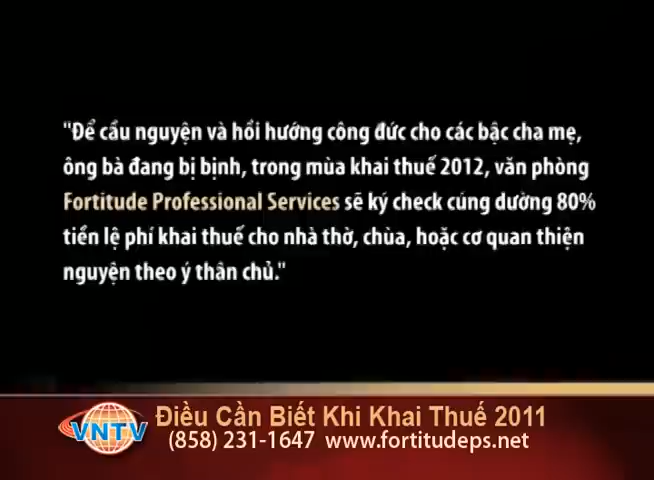 "Để cầu nguyện và hồi hướng công đức cho các bậc cha mẹ,
ông bà đang bị bịnh, trong mùa khai thuế 2012, văn phòng
Fortitude Professional Services sẽ ký check cúng dường 80%
tiền lệ phí khai thuế cho nhà thờ, chùa, hoặc cơ quan thiện
nguyện theo ý thân chủ."
VNTV
Điều Cần Biết Khi Khai Thuế 2011
(858) 231-1647 www.fortitudeps.net